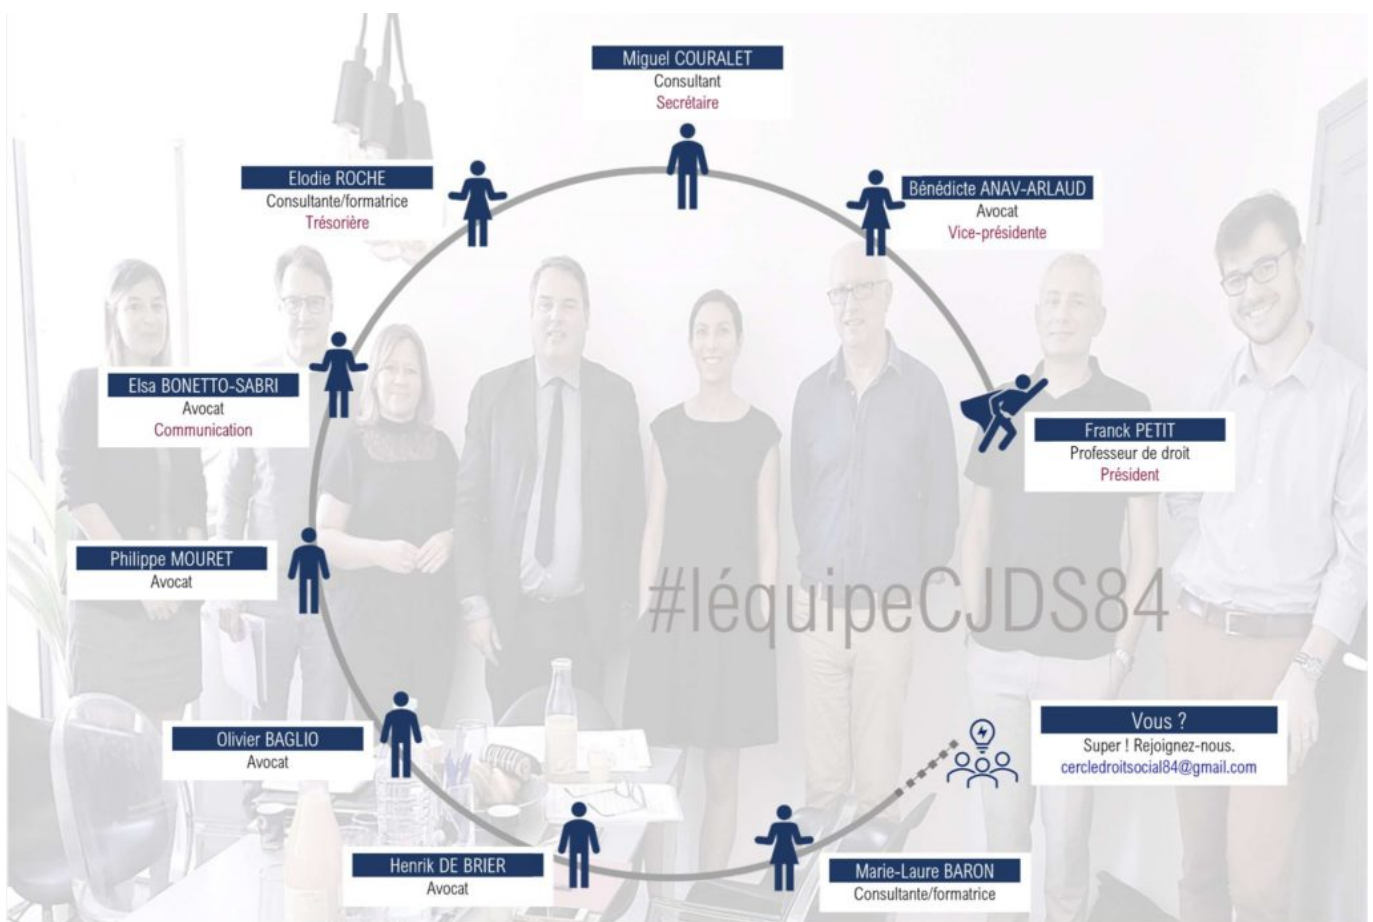 Miguel COURALET
Consultant
Secrétaire
Elodie ROCHE
Consultante/formatrice
Trésorière
Bénédicte ANAV-ARLAUD
Avocat
Vice-présidente
Elsa BONETTO-SABRI
Avocat
Communication
Franck PETIT
Professeur de droit
Président
Philippe MOURET
Avocat
#léquipeCJDS84
Olivier BAGLIO
Avocat
Vous ?
Super ! Rejoignez-nous.
cercledroitsocial84@gmail.com
Henrik DE BRIER
Avocat
Marie-Laure BARON
Consultante/formatrice